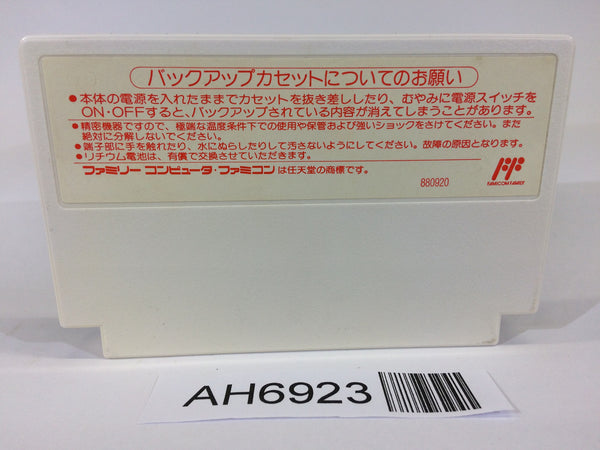 バックアップカセットについてのお願い
●本体の電源を入れたままでカセットを抜き差ししたり、むやみに電源スイッチを
ON・OFFすると、バックアップされている内容が消えてしまうことがあります。
●精密機器ですので、極端な温度条件下での使用や保管および強いショックをさけてください。また
絶対に分解しないでください。
●端子部に手を触れたり、水にぬらしたりして汚さないようにしてください。故障の原因となります。
●リチウム電池は、有償で交換させていただきます。
ファミリー コンピュータ・ファミコンは任天堂の商標です。
880920
FAMICOM FAMILY
AH6923